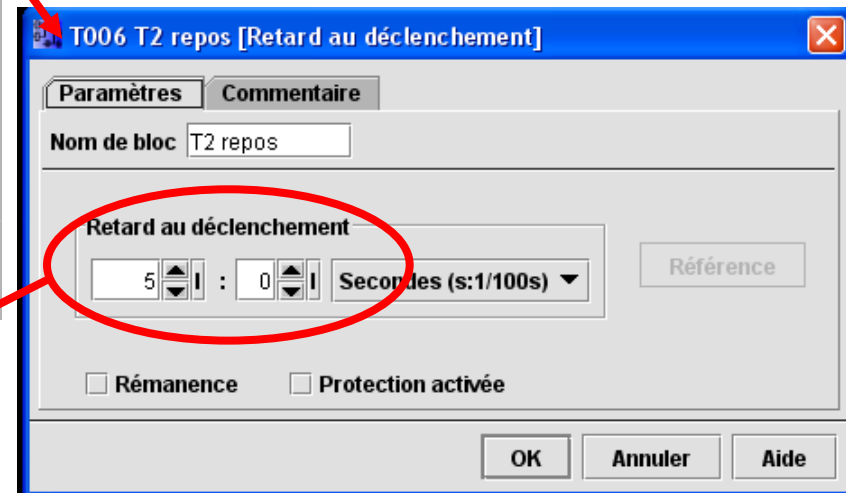 T006 T2 repos [Retard au déclenchement]
Paramètres Commentaire
Nom de bloc T2 repos
Retard au déclenchement
5 : 0 Secondes (s:1/100s)
Référence
Rémanence Protection activée
OK Annuler Aide